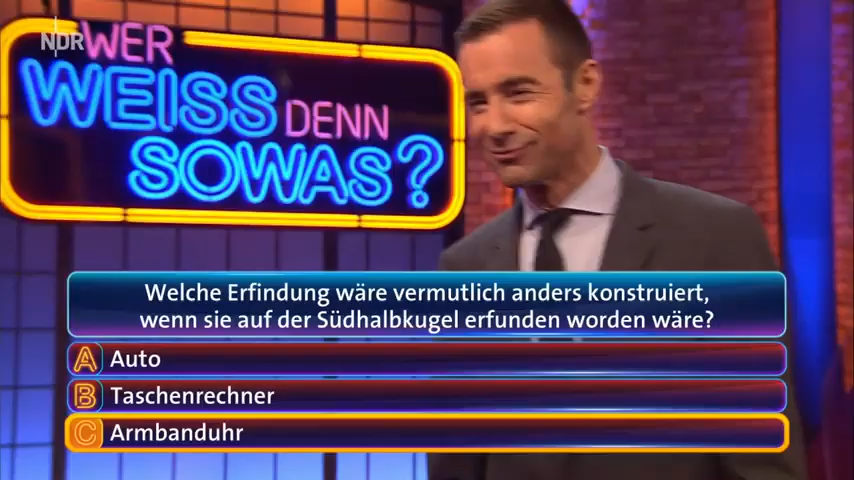 NDR
WER
WEISS DENN
SOWAS?
Welche Erfindung wäre vermutlich anders konstruiert,
wenn sie auf der Südhalbkugel erfunden worden wäre?
A Auto
B Taschenrechner
C Armbanduhr